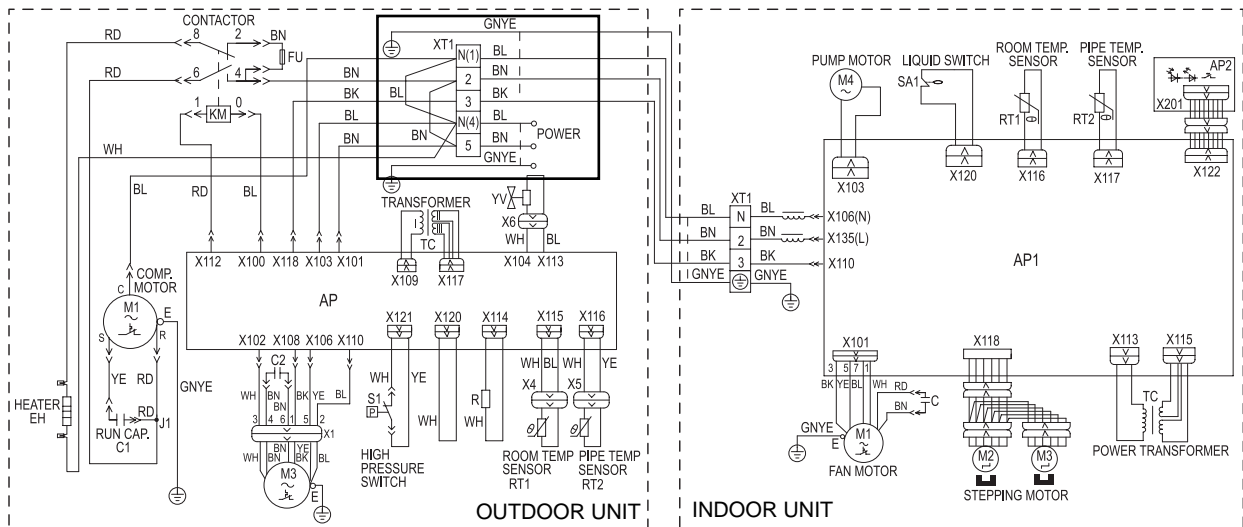 CONTACTOR
RD 8 2 BN
FU
RD 6 4 BN
1 KM 0
WH
BL RD BL
GNYE
XT1
N(1) BL
2 BN
3 BK
N(4) BL
5 BN
GNYE
POWER
BL
BN
BK
BL
BN
TRANSFORMER
TC
YV
X6
WH BL
X112 X100 X118 X103 X101
X109 X117
X104 X113
AP
COMP. MOTOR
C
M1
~
E
S R
YE RD
GNYE
RD
J1
RUN CAP.
C1
HEATER
EH
X102 X108 X106 X110
C2
WH BN BN BK YE BL
3 4 6 1 5 2
X1
WH BN BN BK YE BL
M3
~
E
X121 X120 X114 X115 X116
WH YE
S1
P
HIGH
PRESSURE
SWITCH
WH
R
WH
WH BL
X4
θ
ROOM TEMP
SENSOR
RT1
WH YE
X5
θ
PIPE TEMP
SENSOR
RT2
OUTDOOR UNIT
PUMP MOTOR
M4
~
LIQUID SWITCH
SA1
ROOM TEMP.
SENSOR
RT1
θ
PIPE TEMP.
SENSOR
RT2
θ
AP2
X201
X103 X120 X116 X117 X122
XT1
BL N BL X106(N)
BN 2 BN X135(L)
BK 3 BK X110
GNYE GNYE
AP1
X101
3 5 7 1
BK YE BL WH
RD
BN
C
GNYE
E
M1
~
FAN MOTOR
X118
M2 M3
STEPPING MOTOR
X113 X115
TC
POWER TRANSFORMER
INDOOR UNIT